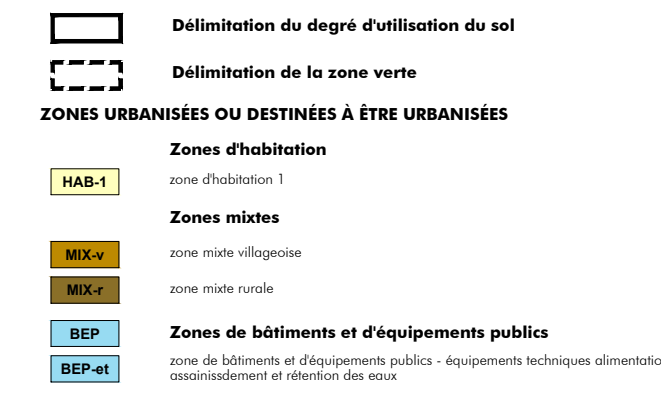 Délimitation du degré d'utilisation du sol
Délimitation de la zone verte
ZONES URBANISÉES OU DESTINÉES À ÊTRE URBANISÉES
Zones d'habitation
HAB-1 zone d'habitation 1
Zones mixtes
MIX-v zone mixte villageoise
MIX-r zone mixte rurale
BEP Zones de bâtiments et d'équipements publics
BEP-et zone de bâtiments et d'équipements publics - équipements techniques alimentatio
assainissdement et rétention des eaux